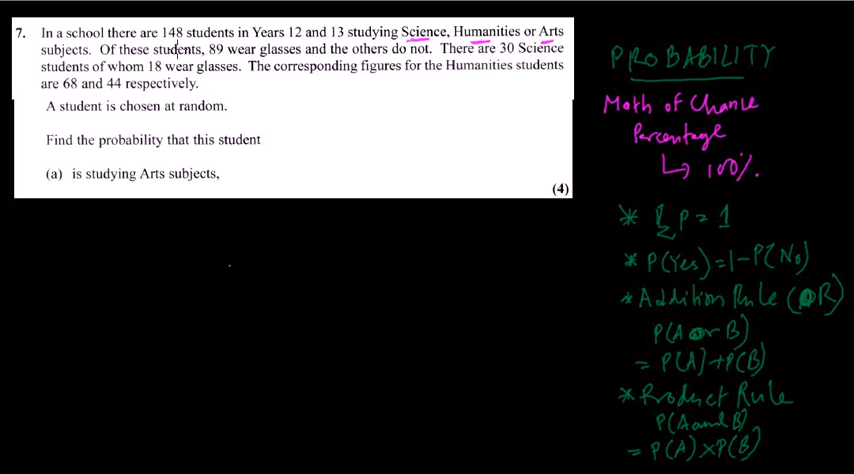 7. In a school there are 148 students in Years 12 and 13 studying Science, Humanities or Arts
subjects. Of these students, 89 wear glasses and the others do not. There are 30 Science
students of whom 18 wear glasses. The corresponding figures for the Humanities students
are 68 and 44 respectively.
A student is chosen at random.
Find the probability that this student
(a) is studying Arts subjects,
(4)
PROBABILITY
Math of Chance
Percentage
↳ 100%.
* ΣP = 1
* P(Yes) = 1 - P(No)
* Addition Rule (OR)
P(A or B)
= P(A) + P(B)
* Product Rule
P(A and B)
= P(A) × P(B)